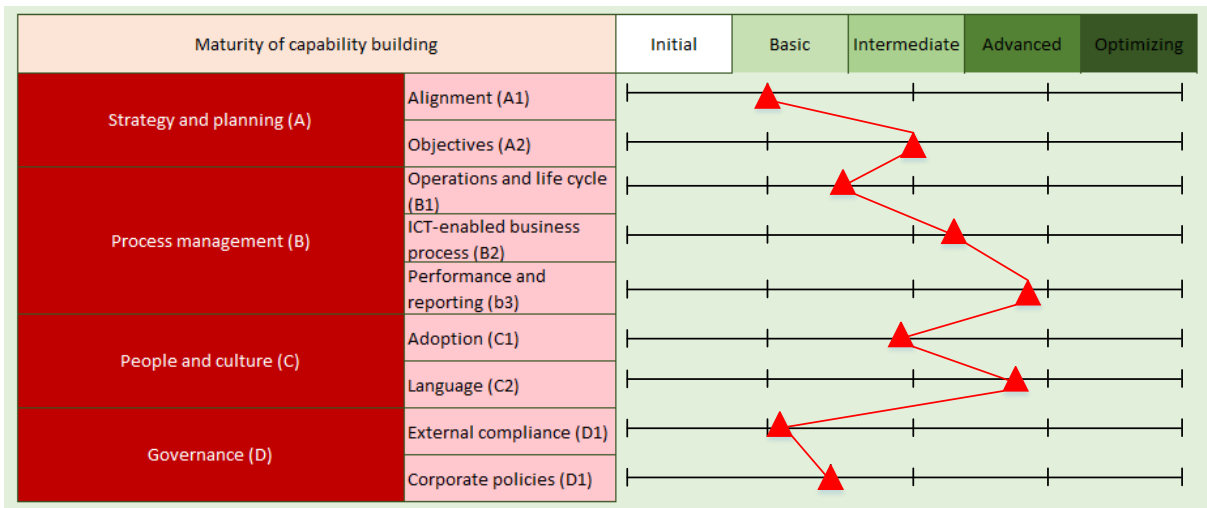 Maturity of capability building
Initial
Basic
Intermediate
Advanced
Optimizing
Strategy and planning (A)
Alignment (A1)
Objectives (A2)
Process management (B)
Operations and life cycle
(B1)
ICT-enabled business
process (B2)
Performance and
reporting (b3)
People and culture (C)
Adoption (C1)
Language (C2)
Governance (D)
External compliance (D1)
Corporate policies (D1)